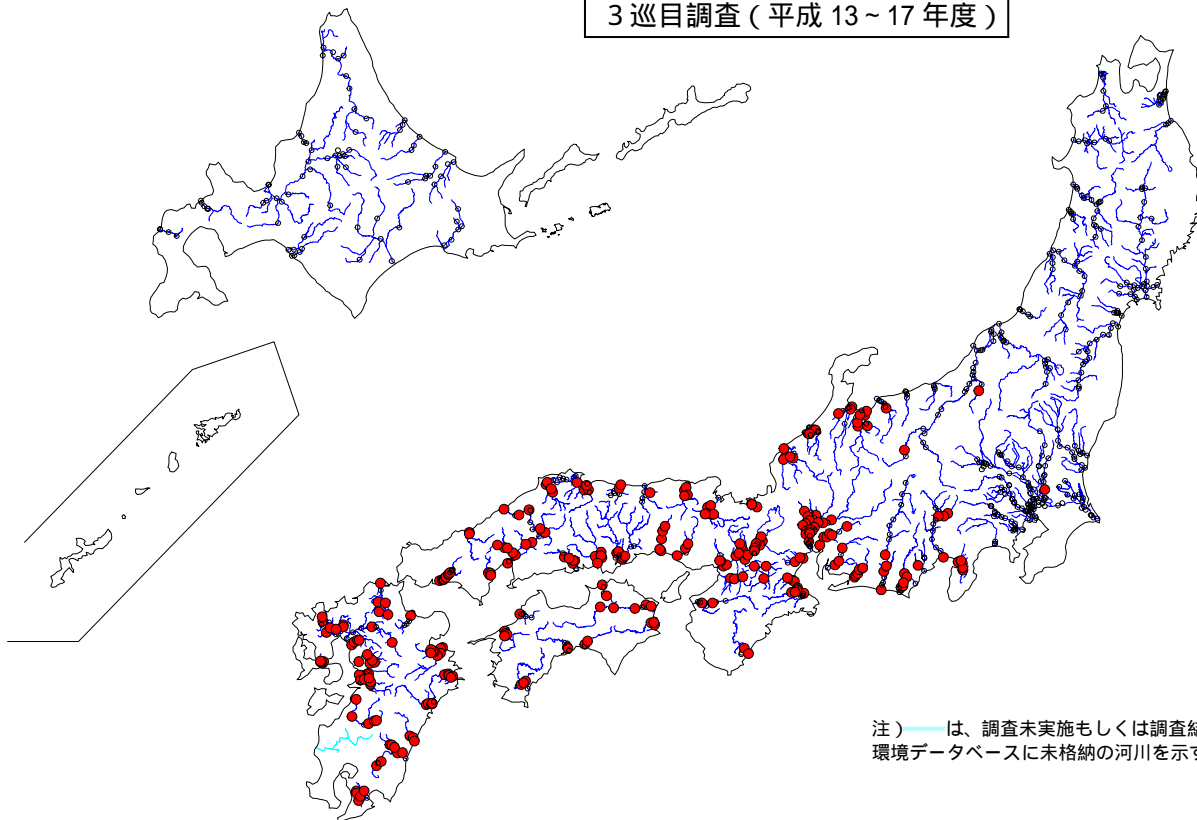 3巡目調査(平成 13~17 年度)
注) は、調査未実施もしくは調査結
環境データベースに未格納の河川を示す